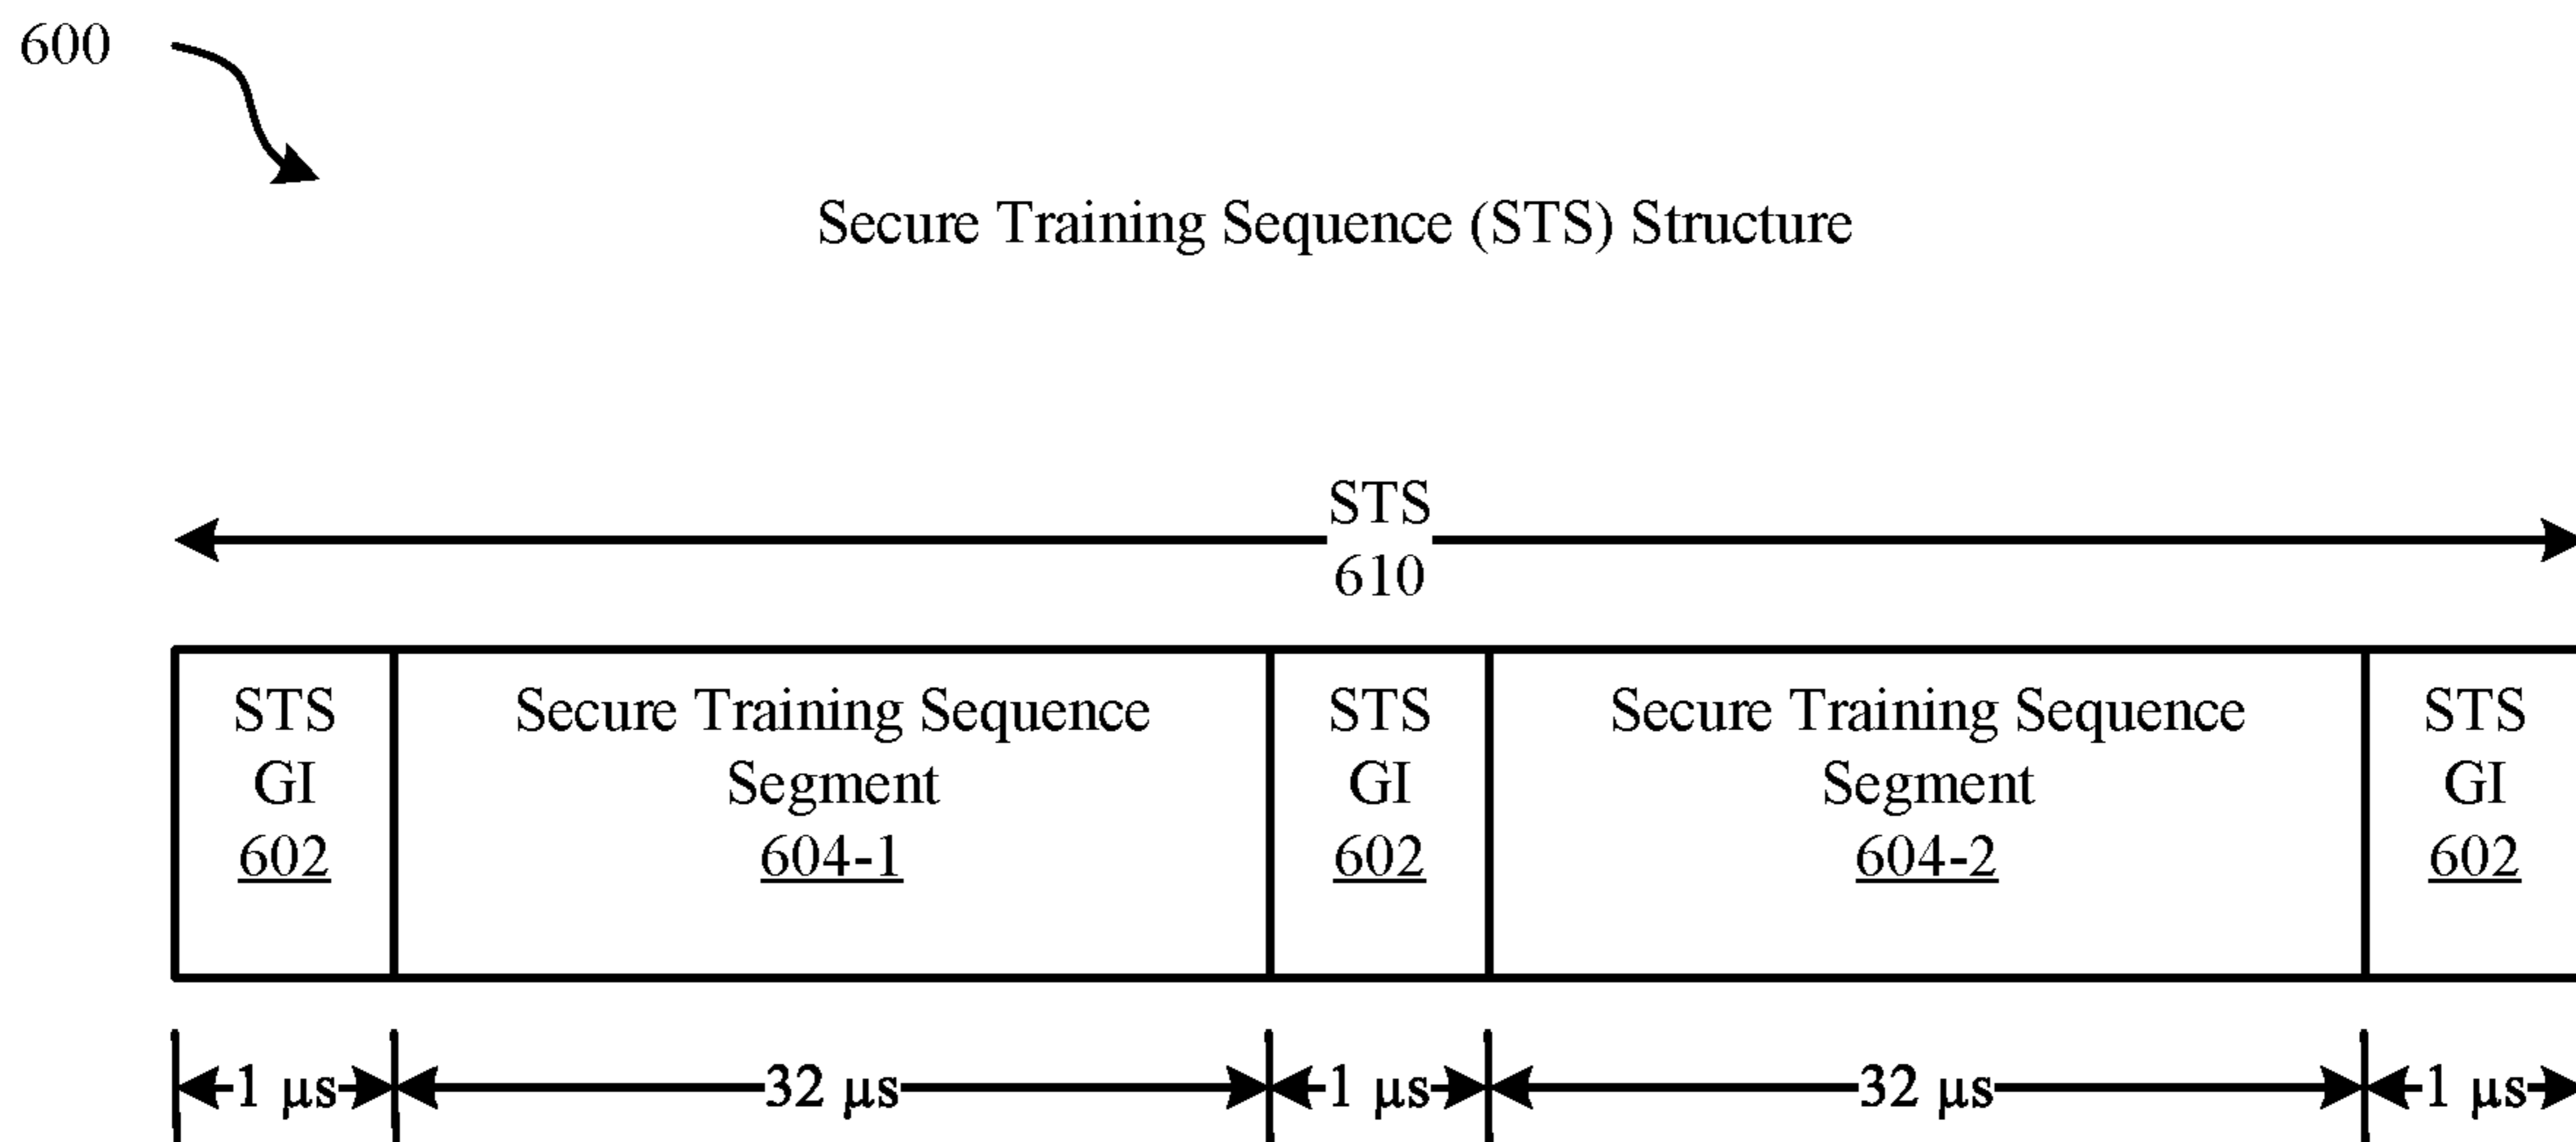 600
Secure Training Sequence (STS) Structure
STS
610
STS
GI
602
Secure Training Sequence
Segment
604-1
STS
GI
602
Secure Training Sequence
Segment
604-2
STS
GI
602
1 μs
32 μs
1 μs
32 μs
1 μs